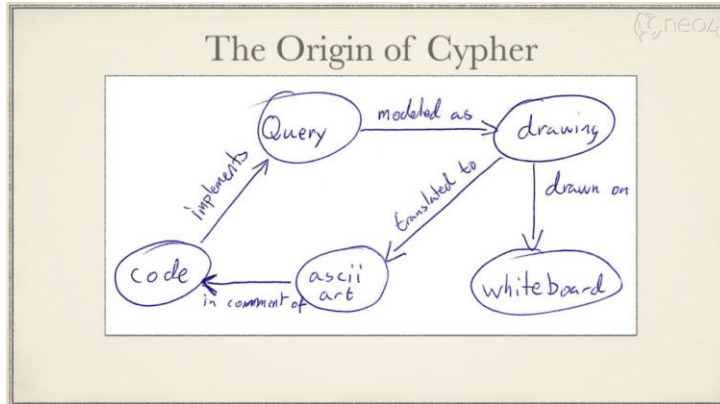 neo4
The Origin of Cypher
Query
modeled as
drawing
implements
translated to
drawn on
code
in comment of
ascii
art
whiteboard